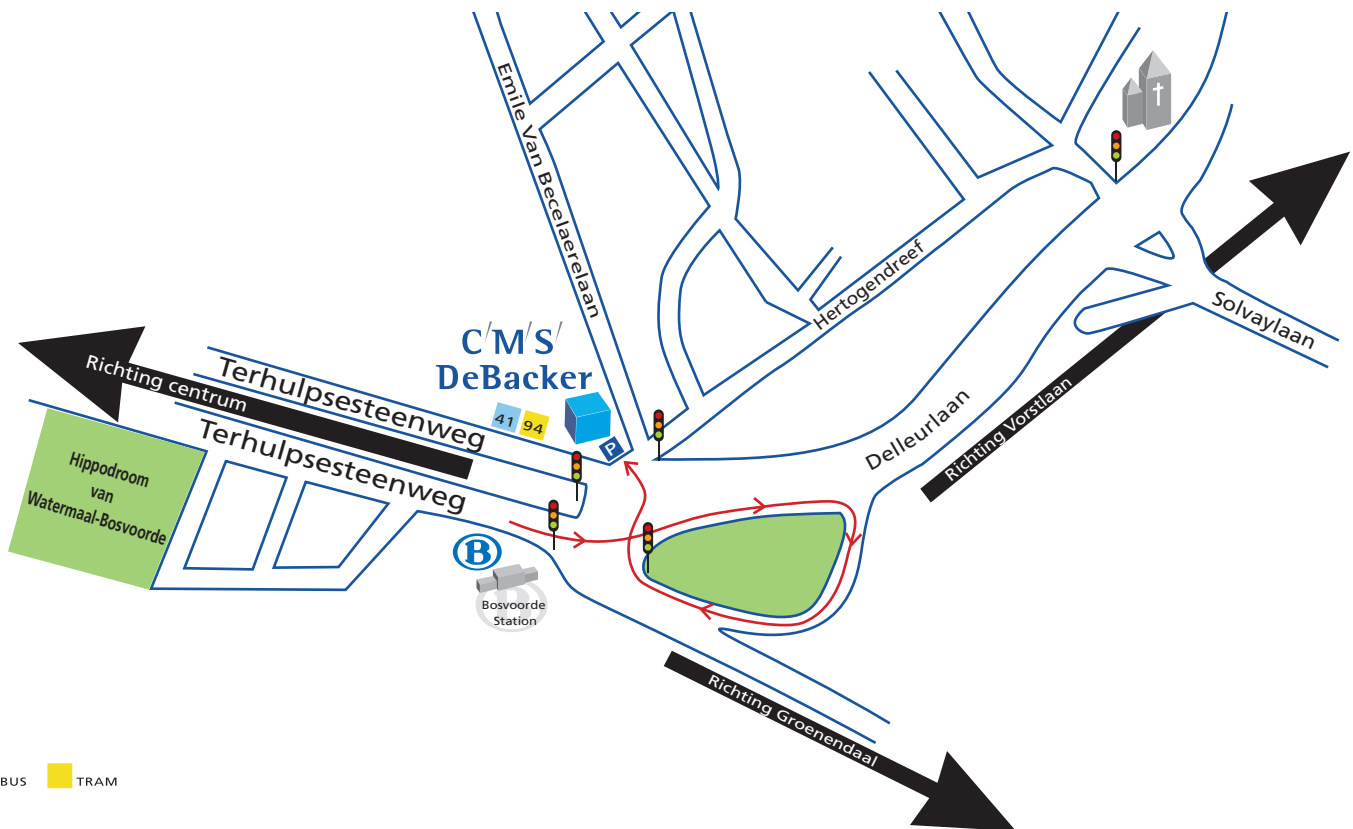 Emile Van Becelaerelaan
Hertogendreef
Solvaylaan
C'M'S'
DeBacker
Richting centrum
Terhulpsesteenweg
41
94
P
Terhulpsesteenweg
Delleurlaan
Richting Vorstlaan
Hippodroom
van
Watermaal-Bosvoorde
B
B
Bosvoorde
Station
Richting Groenendaal
BUS
TRAM